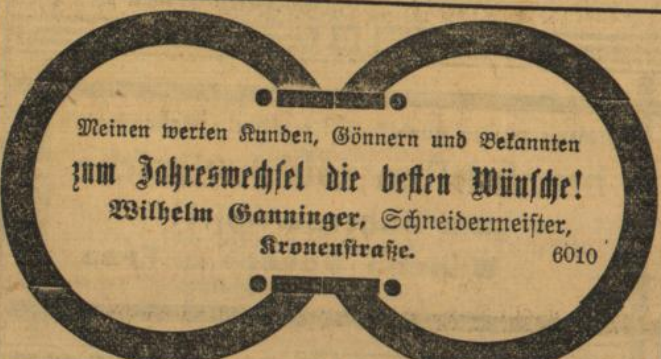 Meinen werten Kunden, Gönnern und Bekannten
zum Jahreswechsel die besten Wünsche!
Wilhelm Ganninger, Schneidermeister,
Kronenstraße. 6010